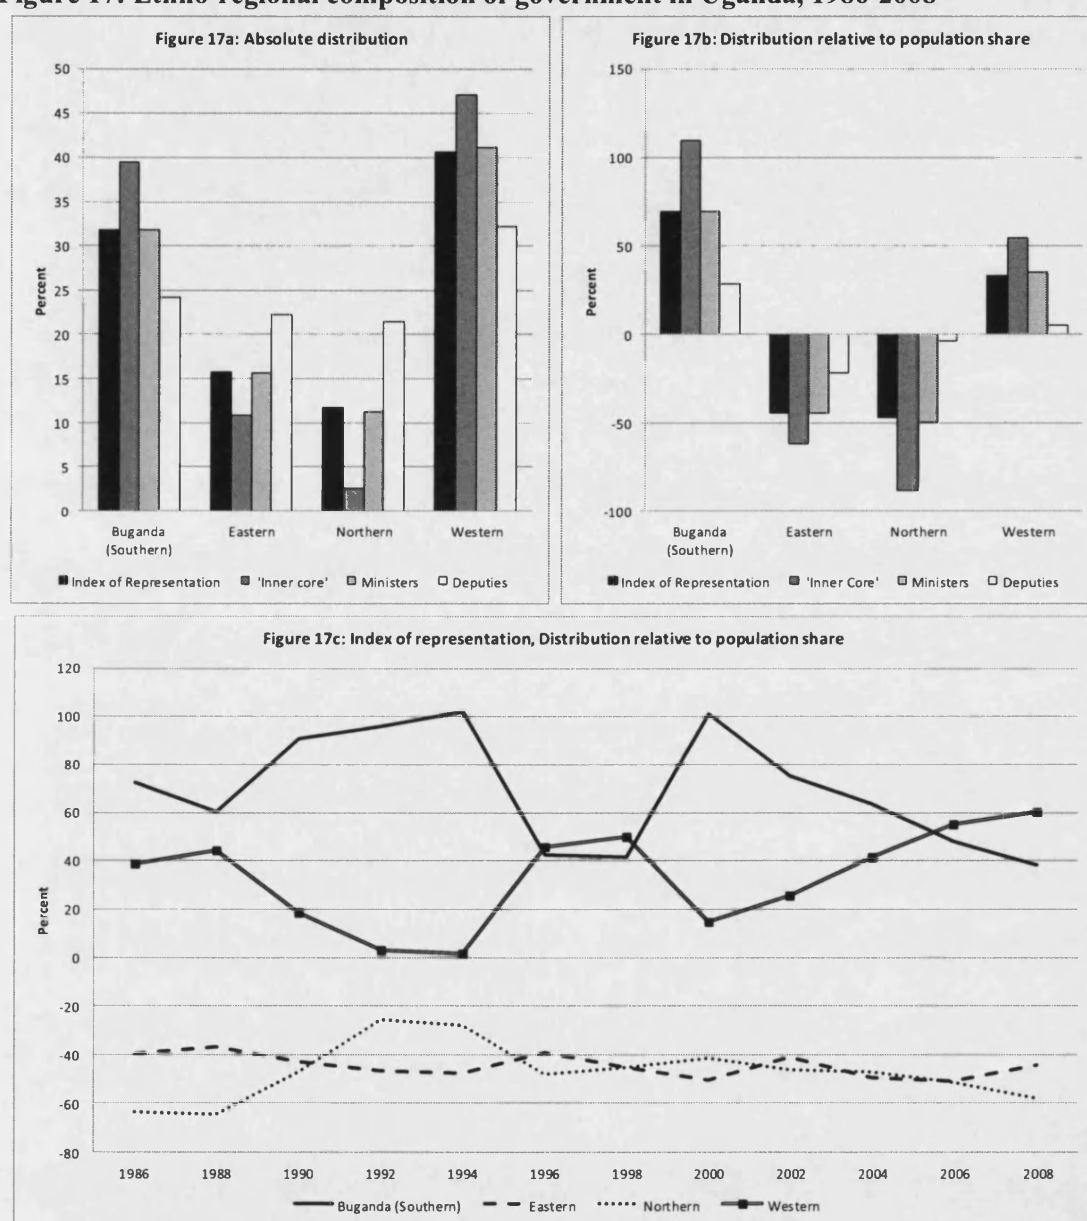 Figure 17: Ethno-regional composition of government in Uganda, 1986-2008
Figure 17a: Absolute distribution
50
45
40
35
30
25
20
15
10
5
0
Percent
Buganda (Southern)
Eastern
Northern
Western
Index of Representation 'Inner core' Ministers Deputies
Figure 17b: Distribution relative to population share
150
100
50
0
-50
-100
Percent
Buganda (Southern)
Eastern
Northern
Western
Index of Representation 'Inner Core' Ministers Deputies
Figure 17c: Index of representation, Distribution relative to population share
120
100
80
60
40
20
0
-20
-40
-60
-80
Percent
1986 1988 1990 1992 1994 1996 1998 2000 2002 2004 2006 2008
Buganda (Southern) Eastern Northern Western